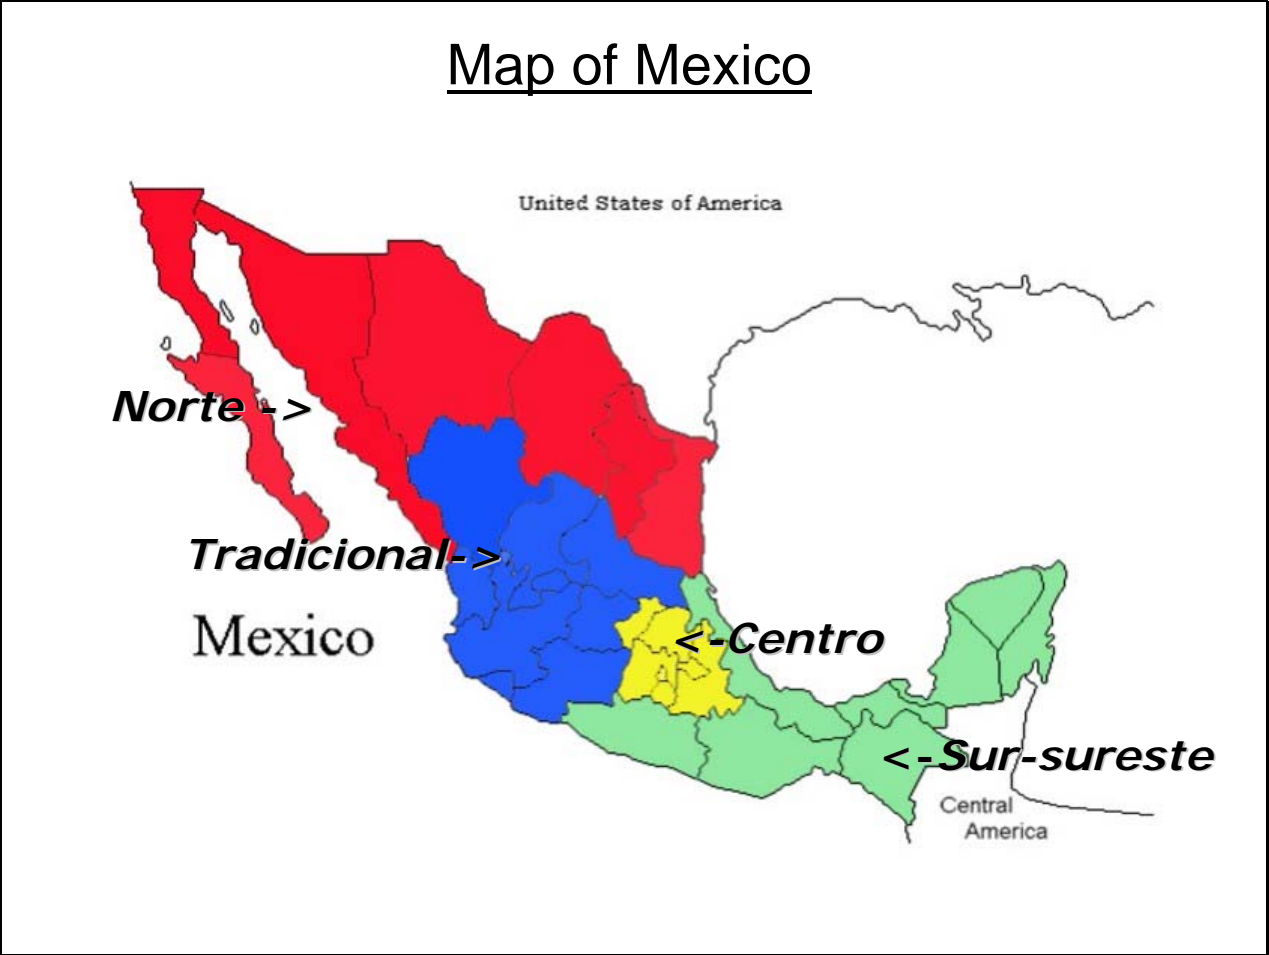 Map of Mexico
United States of America
Norte ->
Tradicional->
Mexico
<-Centro
<-Sur-sureste
Central
America